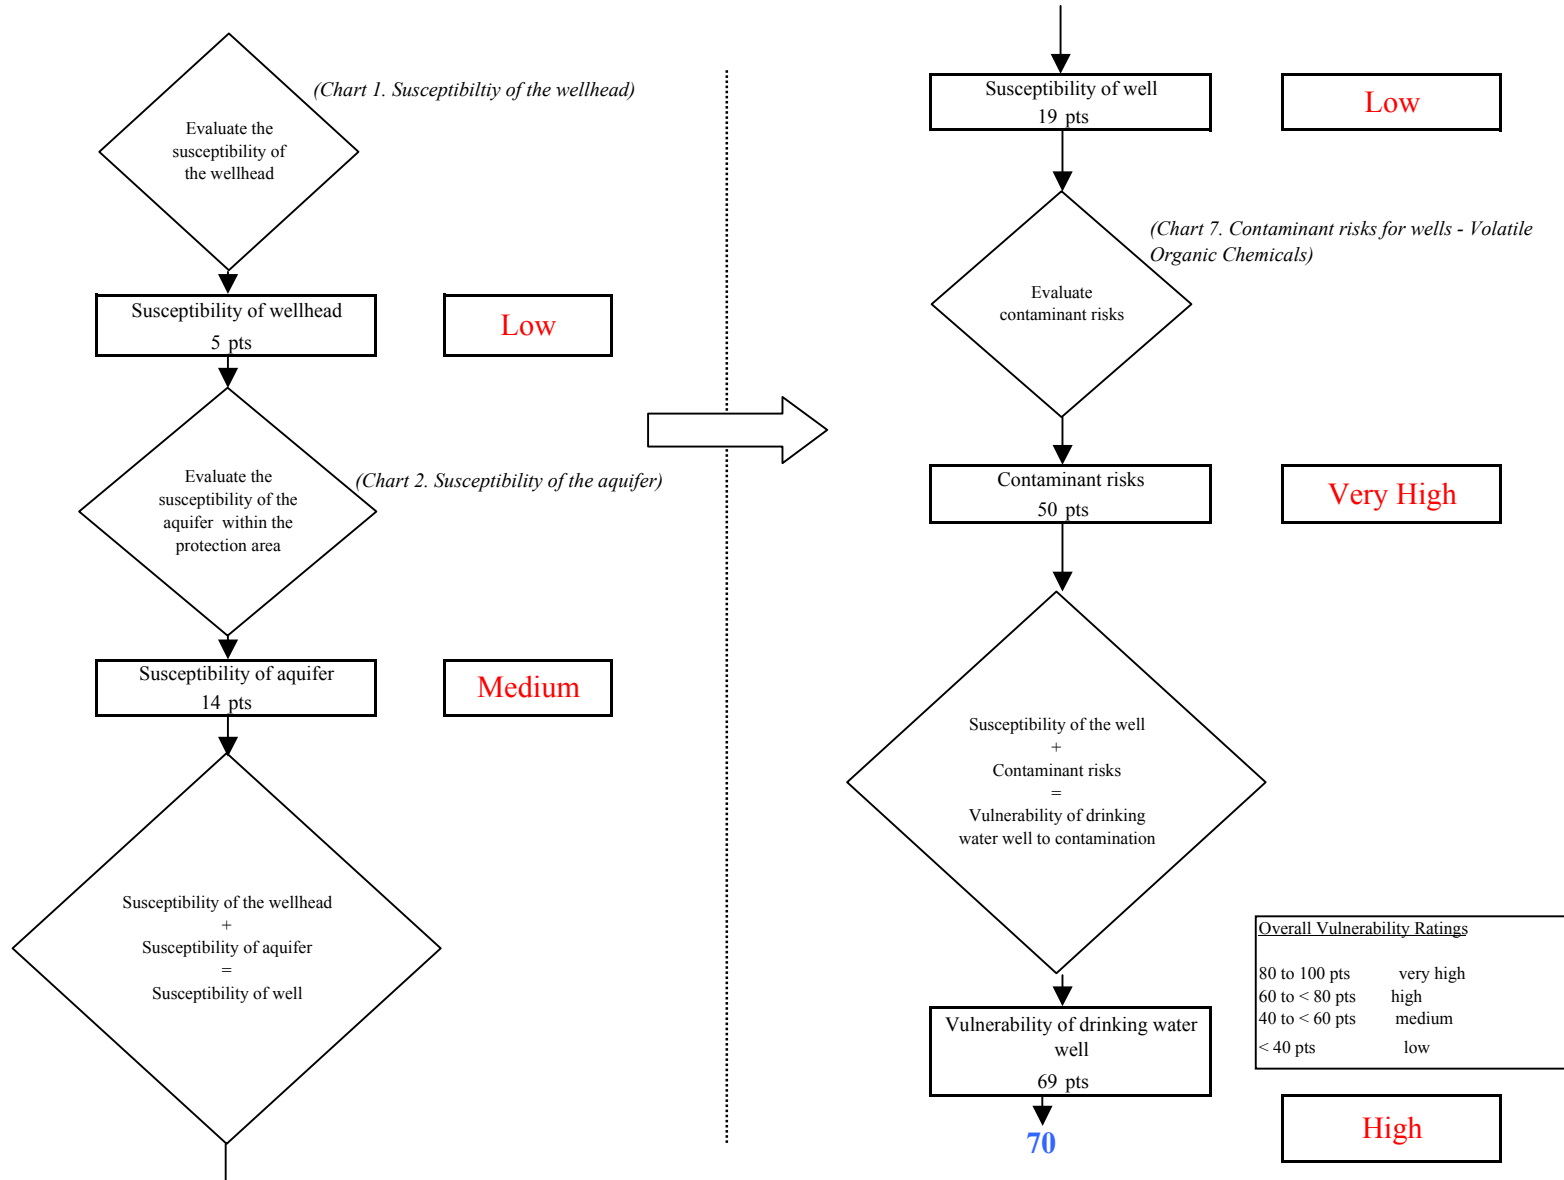 (Chart 1. Susceptibiltiy of the wellhead)
Evaluate the
susceptibility of
the wellhead
Susceptibility of wellhead
5 pts
Low
Evaluate the
susceptibility of the
aquifer within the
protection area
(Chart 2. Susceptibility of the aquifer)
Susceptibility of aquifer
14 pts
Medium
Susceptibility of the wellhead
+
Susceptibility of aquifer
=
Susceptibility of well
Susceptibility of well
19 pts
Low
(Chart 7. Contaminant risks for wells - Volatile
Organic Chemicals)
Evaluate
contaminant risks
Contaminant risks
50 pts
Very High
Susceptibility of the well
+
Contaminant risks
=
Vulnerability of drinking
water well to contamination
Overall Vulnerability Ratings
80 to 100 pts very high
60 to < 80 pts high
40 to < 60 pts medium
< 40 pts low
Vulnerability of drinking water
well
69 pts
70
High